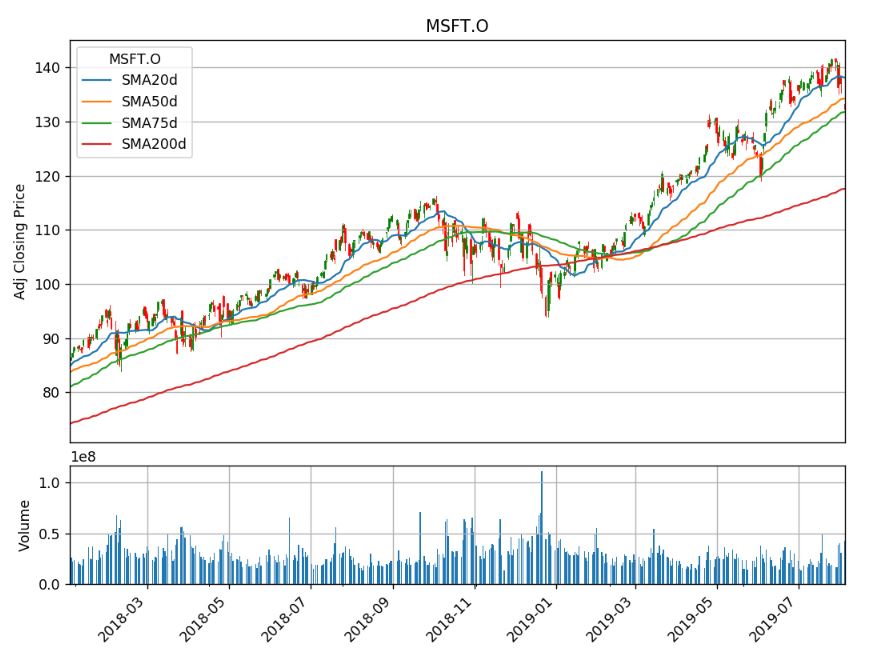 MSFT.O
MSFT.O
SMA20d
SMA50d
SMA75d
SMA200d
Adj Closing Price
140
130
120
110
100
90
80
1e8
Volume
1.0
0.5
0.0
2018-03
2018-05
2018-07
2018-09
2018-11
2019-01
2019-03
2019-05
2019-07